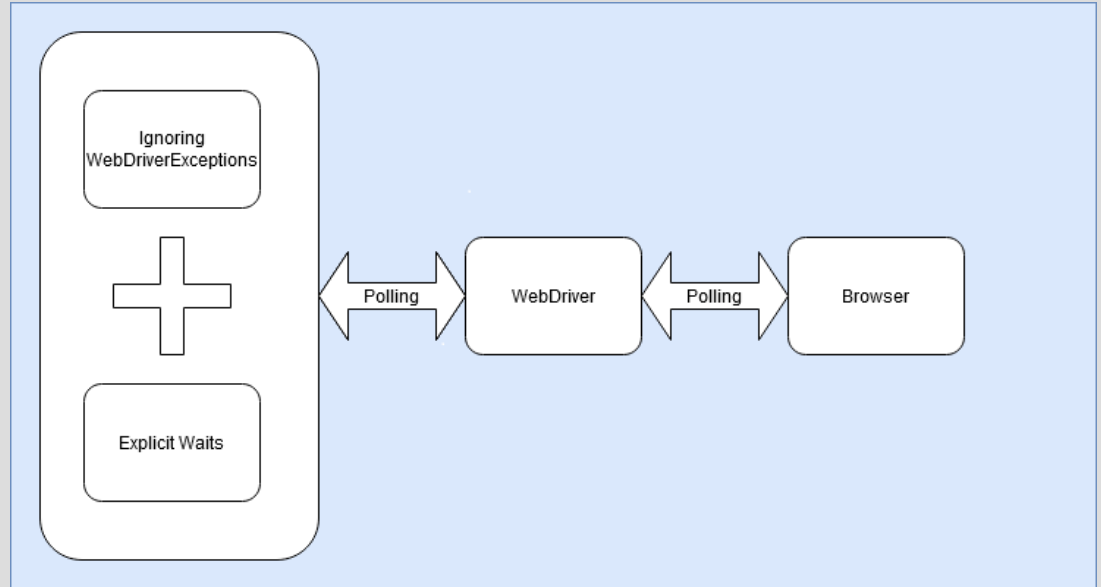 Ignoring
WebDriverExceptions
Polling
WebDriver
Polling
Browser
Explicit Waits